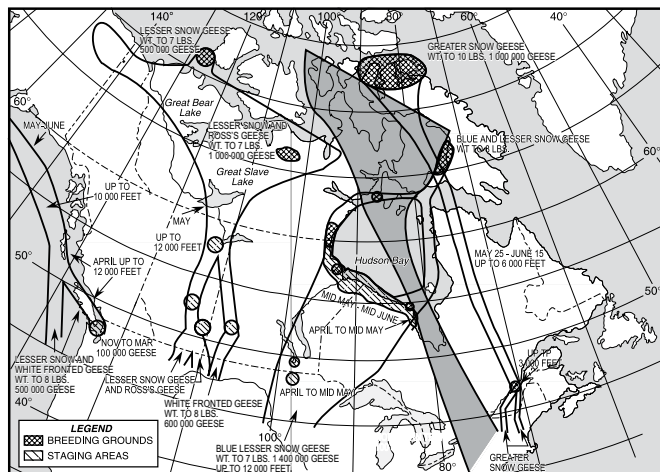 140°
120°
100°
80°
70°
LESSER SNOW GEESE
WT. TO 7 LBS.
500 000 GEESE
GREATER SNOW GEESE
WT. TO 10 LBS. 1 000 000 GEESE
60°
Great Bear
Lake
MAY-JUNE
LESSER SNOW AND
ROSS'S GEESE
WT. TO 7 LBS.
1 000 000 GEESE
BLUE AND LESSER SNOW GEESE
WT TO 8 LBS.
60°
Great Slave
Lake
UP TO
10 000 FEET
MAY
UP TO
12 000 FEET
50°
Hudson Bay
MAY 25 - JUNE 15
UP TO 6 000 FEET
APRIL UP TO
12 000 FEET
MID MAY - MID JUNE
50°
APRIL TO MID MAY
NOV TO MAR
100 000 GEESE
UP TP
3 000 FEET
LESSER SNOW AND
WHITE FRONTED GEESE
WT. TO 8 LBS.
500 000 GEESE
LESSER SNOW GEESE
AND ROSS'S GEESE
APRIL TO MID MAY
40°
WHITE FRONTED GEESE
WT. TO 8 LBS.
600 000 GEESE
LEGEND
BREEDING GROUNDS
STAGING AREAS
100°
BLUE LESSER SNOW GEESE
WT. TO 7 LBS. 1 400 000 GEESE
UP TO 12 000 FEET.
80°
GREATER
SNOW GEESE